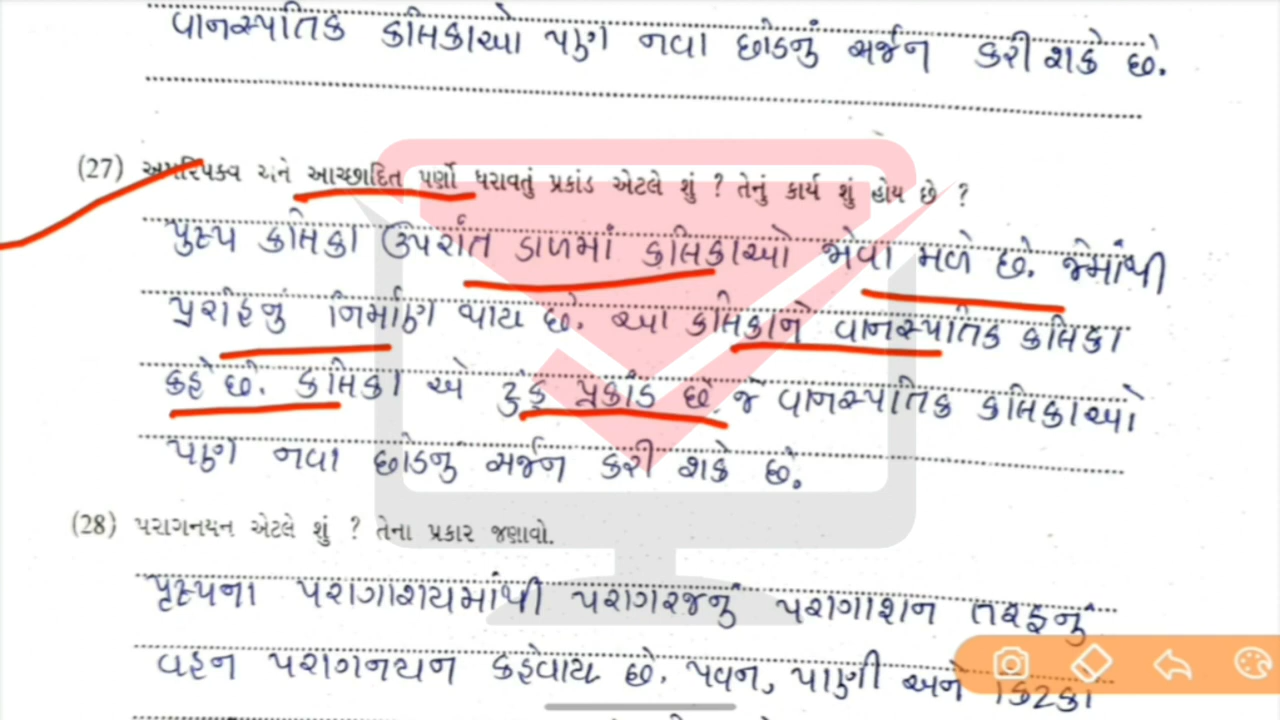 વાનસ્પતિક કલિકાઓ પણ નવા છોડનું સર્જન કરી શકે છે.
(27) અપરિપક્વ અને આચ્છાદિત પર્ણો ધરાવતું પ્રકાંડ એટલે શું ? તેનું કાર્ય શું હોય છે ?
પુષ્પ કલિકા ઉપરાંત ડાળમાં કલિકાઓ જોવા મળે છે. જેમાંથી
પ્રરોહનું નિર્માણ થાય છે. આ કલિકાને વાનસ્પતિક કલિકા
કહે છે. કલિકા એ ટુંકુ પ્રકાંડ છે. જે વાનસ્પતિક કલિકાઓ
પણ નવા છોડનું સર્જન કરી શકે છે.
(28) પરાગનયન એટલે શું ? તેના પ્રકાર જણાવો.
પુષ્પના પરાગાશયમાંથી પરાગરજનું પરાગાશન તરફનું
વહન પરાગનયન કહેવાય છે. પવન, પાણી અને કિટકો